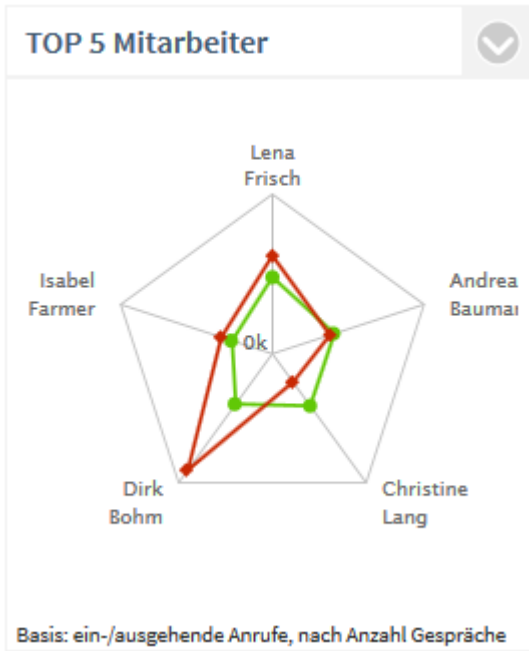 TOP 5 Mitarbeiter
Lena
Frisch
Isabel
Farmer
Andrea
0k
Dirk
Bohm
Christine
Lang
Basis: ein-/ausgehende Anrufe, nach Anzahl Gespräche